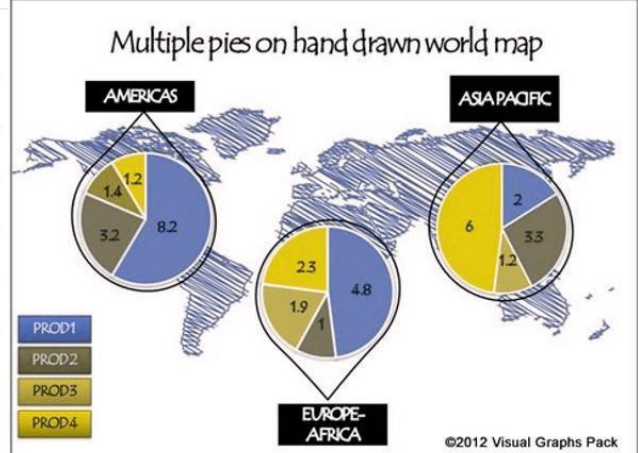 Multiple pies on hand drawn world map
AMERICAS
ASIA PACIFIC
1.2
1.4
3.2
8.2
2
6
3.3
1.2
2.3
4.8
1.9
1
PROD1
PROD2
PROD3
PROD4
EUROPE-
AFRICA
©2012 Visual Graphs Pack